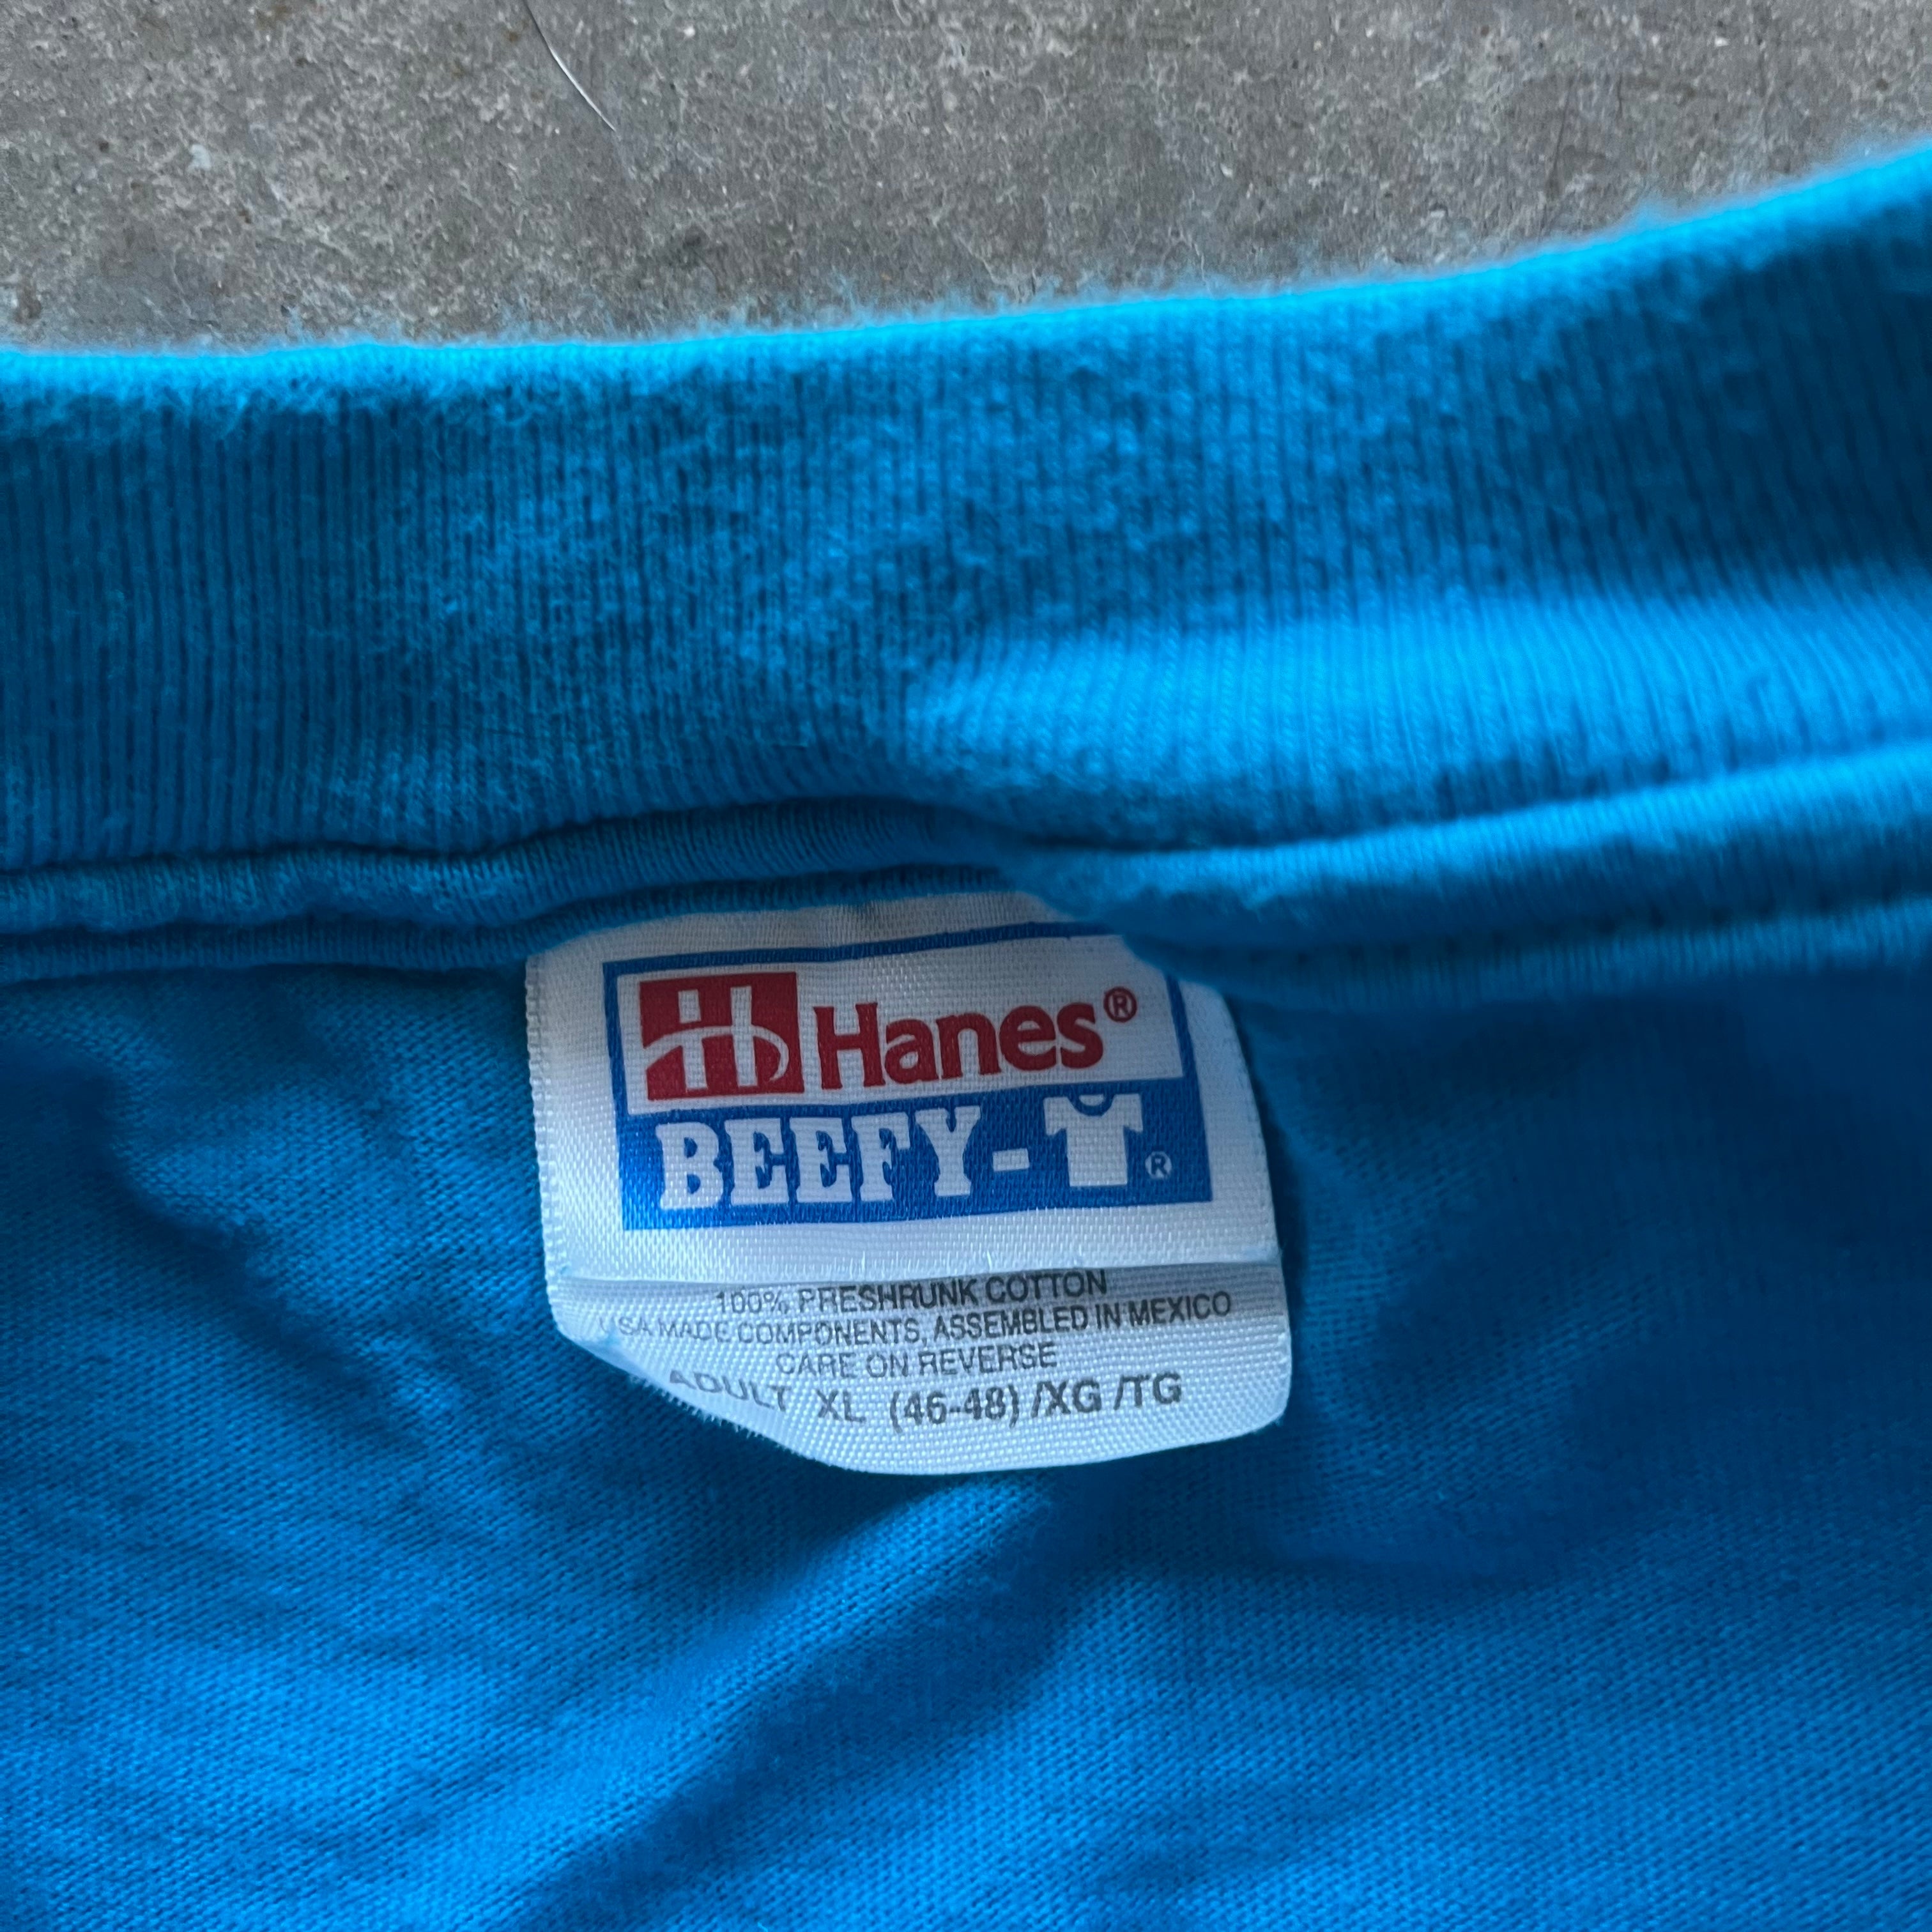 H Hanes®
BEEFY-T®
100% PRESHRUNK COTTON
USA MADE COMPONENTS, ASSEMBLED IN MEXICO
CARE ON REVERSE
ADULT XL (46-48) /XG /TG